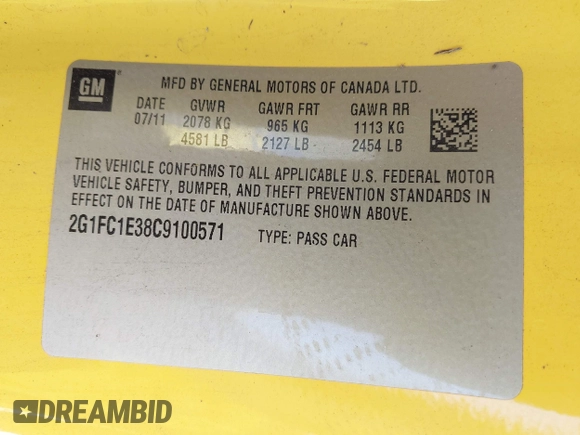 GM
MFD BY GENERAL MOTORS OF CANADA LTD.
DATE GVWR GAWR FRT GAWR RR
07/11 2078 KG 965 KG 1113 KG
4581 LB 2127 LB 2454 LB
THIS VEHICLE CONFORMS TO ALL APPLICABLE U.S. FEDERAL MOTOR
VEHICLE SAFETY, BUMPER, AND THEFT PREVENTION STANDARDS IN
EFFECT ON THE DATE OF MANUFACTURE SHOWN ABOVE.
2G1FC1E38C9100571 TYPE: PASS CAR
DREAMBID